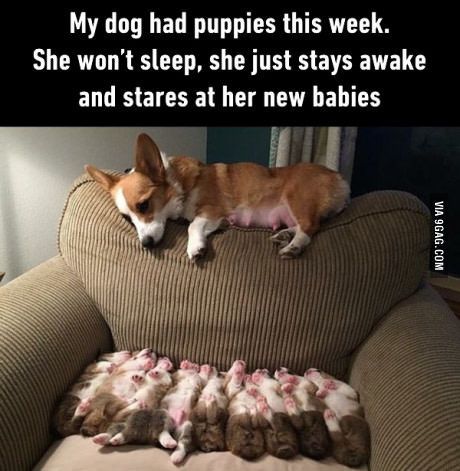 My dog had puppies this week.
She won't sleep, she just stays awake
and stares at her new babies
VIA 9GAG.COM